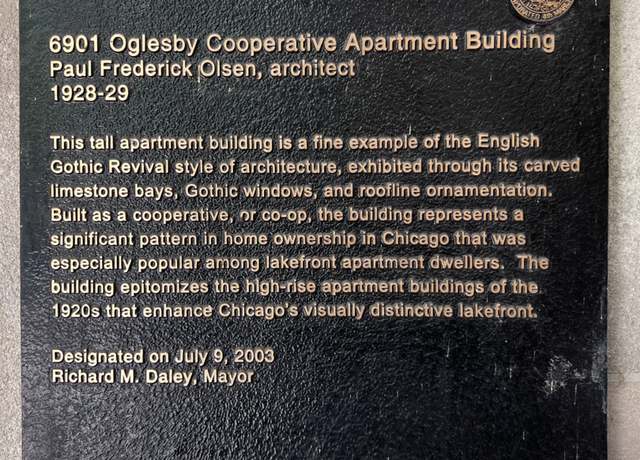 6901 Oglesby Cooperative Apartment Building
Paul Frederick Olsen, architect
1928-29
This tall apartment building is a fine example of the English
Gothic Revival style of architecture, exhibited through its carved
limestone bays, Gothic windows, and roofline ornamentation.
Built as a cooperative, or co-op, the building represents a
significant pattern in home ownership in Chicago that was
especially popular among lakefront apartment dwellers. The
building epitomizes the high-rise apartment buildings of the
1920s that enhance Chicago's visually distinctive lakefront.
Designated on July 9, 2003
Richard M. Daley, Mayor